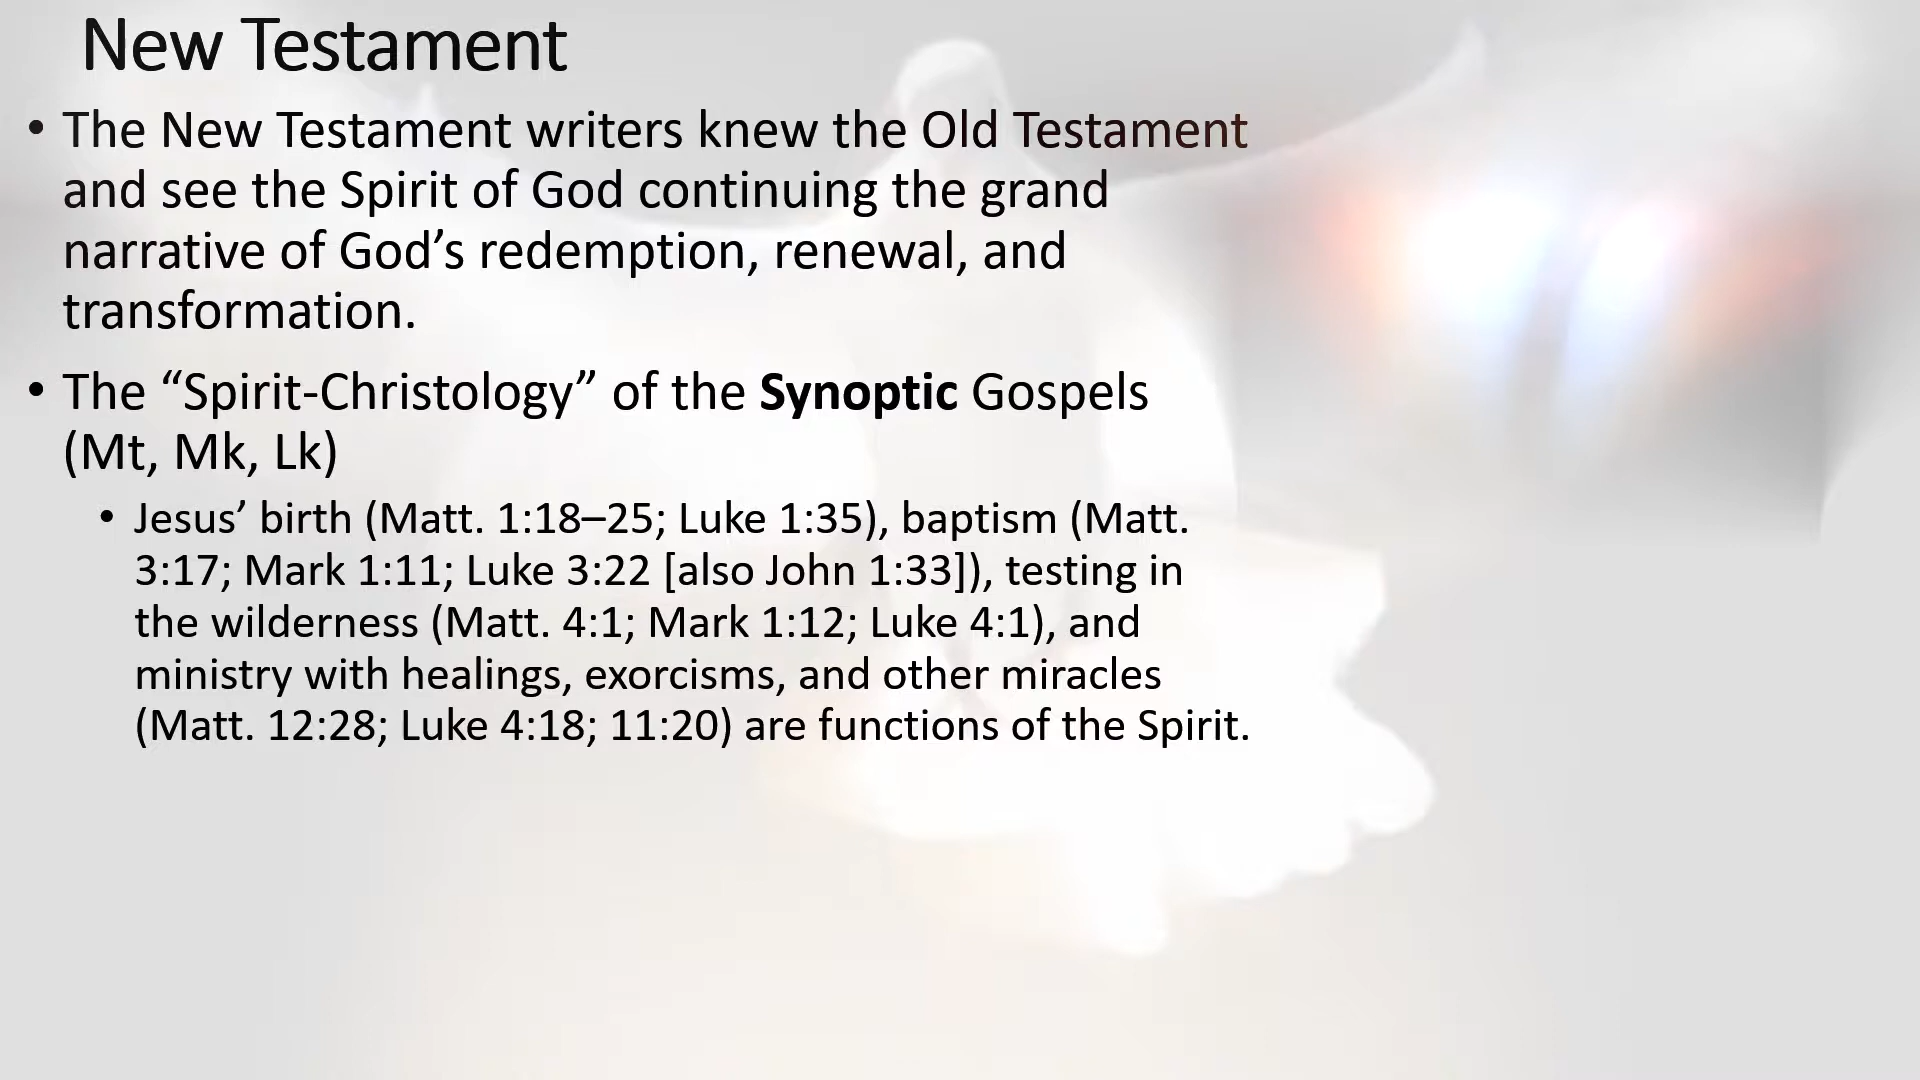 New Testament
• The New Testament writers knew the Old Testament
and see the Spirit of God continuing the grand
narrative of God’s redemption, renewal, and
transformation.
• The “Spirit-Christology” of the Synoptic Gospels
(Mt, Mk, Lk)
• Jesus’ birth (Matt. 1:18–25; Luke 1:35), baptism (Matt.
3:17; Mark 1:11; Luke 3:22 [also John 1:33]), testing in
the wilderness (Matt. 4:1; Mark 1:12; Luke 4:1), and
ministry with healings, exorcisms, and other miracles
(Matt. 12:28; Luke 4:18; 11:20) are functions of the Spirit.